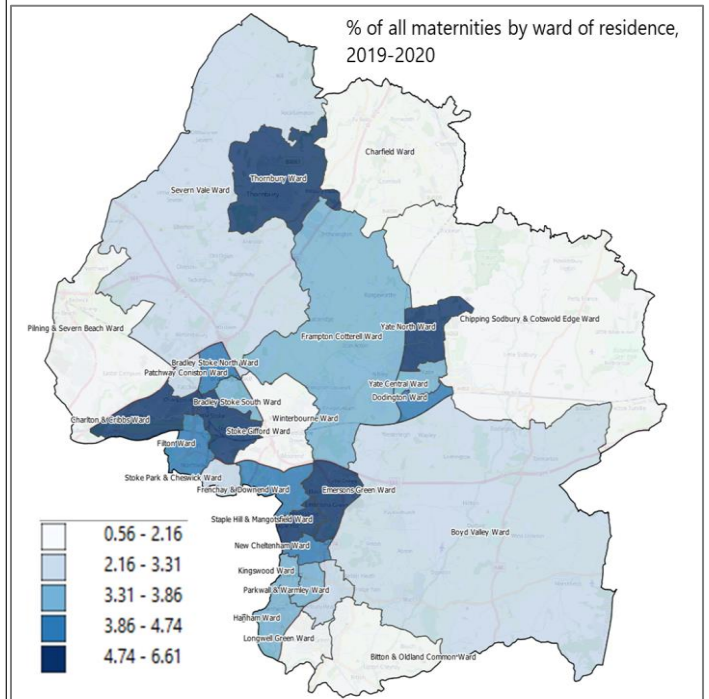 % of all maternities by ward of residence,
2019-2020
Charfield Ward
Thornbury Ward
Severn Vale Ward
Chipping Sodbury & Cotswold Edge Ward
Pilning & Severn Beach Ward
Yate North Ward
Frampton Cotterell Ward
Bradley Stoke North Ward
Patchway Coniston Ward
Yate Central Ward
Dodington Ward
Bradley Stoke South Ward
Charlton & Cribbs Ward
Winterbourne Ward
Stoke Gifford Ward
Filton Ward
Stoke Park & Cheswick Ward
Frenchay & Downend Ward
Emersons Green Ward
Staple Hill & Mangotsfield Ward
Boyd Valley Ward
New Cheltenham Ward
Kingswood Ward
Parkwall & Warmley Ward
Hanham Ward
Longwell Green Ward
Bitton & Oldland Common Ward
0.56 - 2.16
2.16 - 3.31
3.31 - 3.86
3.86 - 4.74
4.74 - 6.61